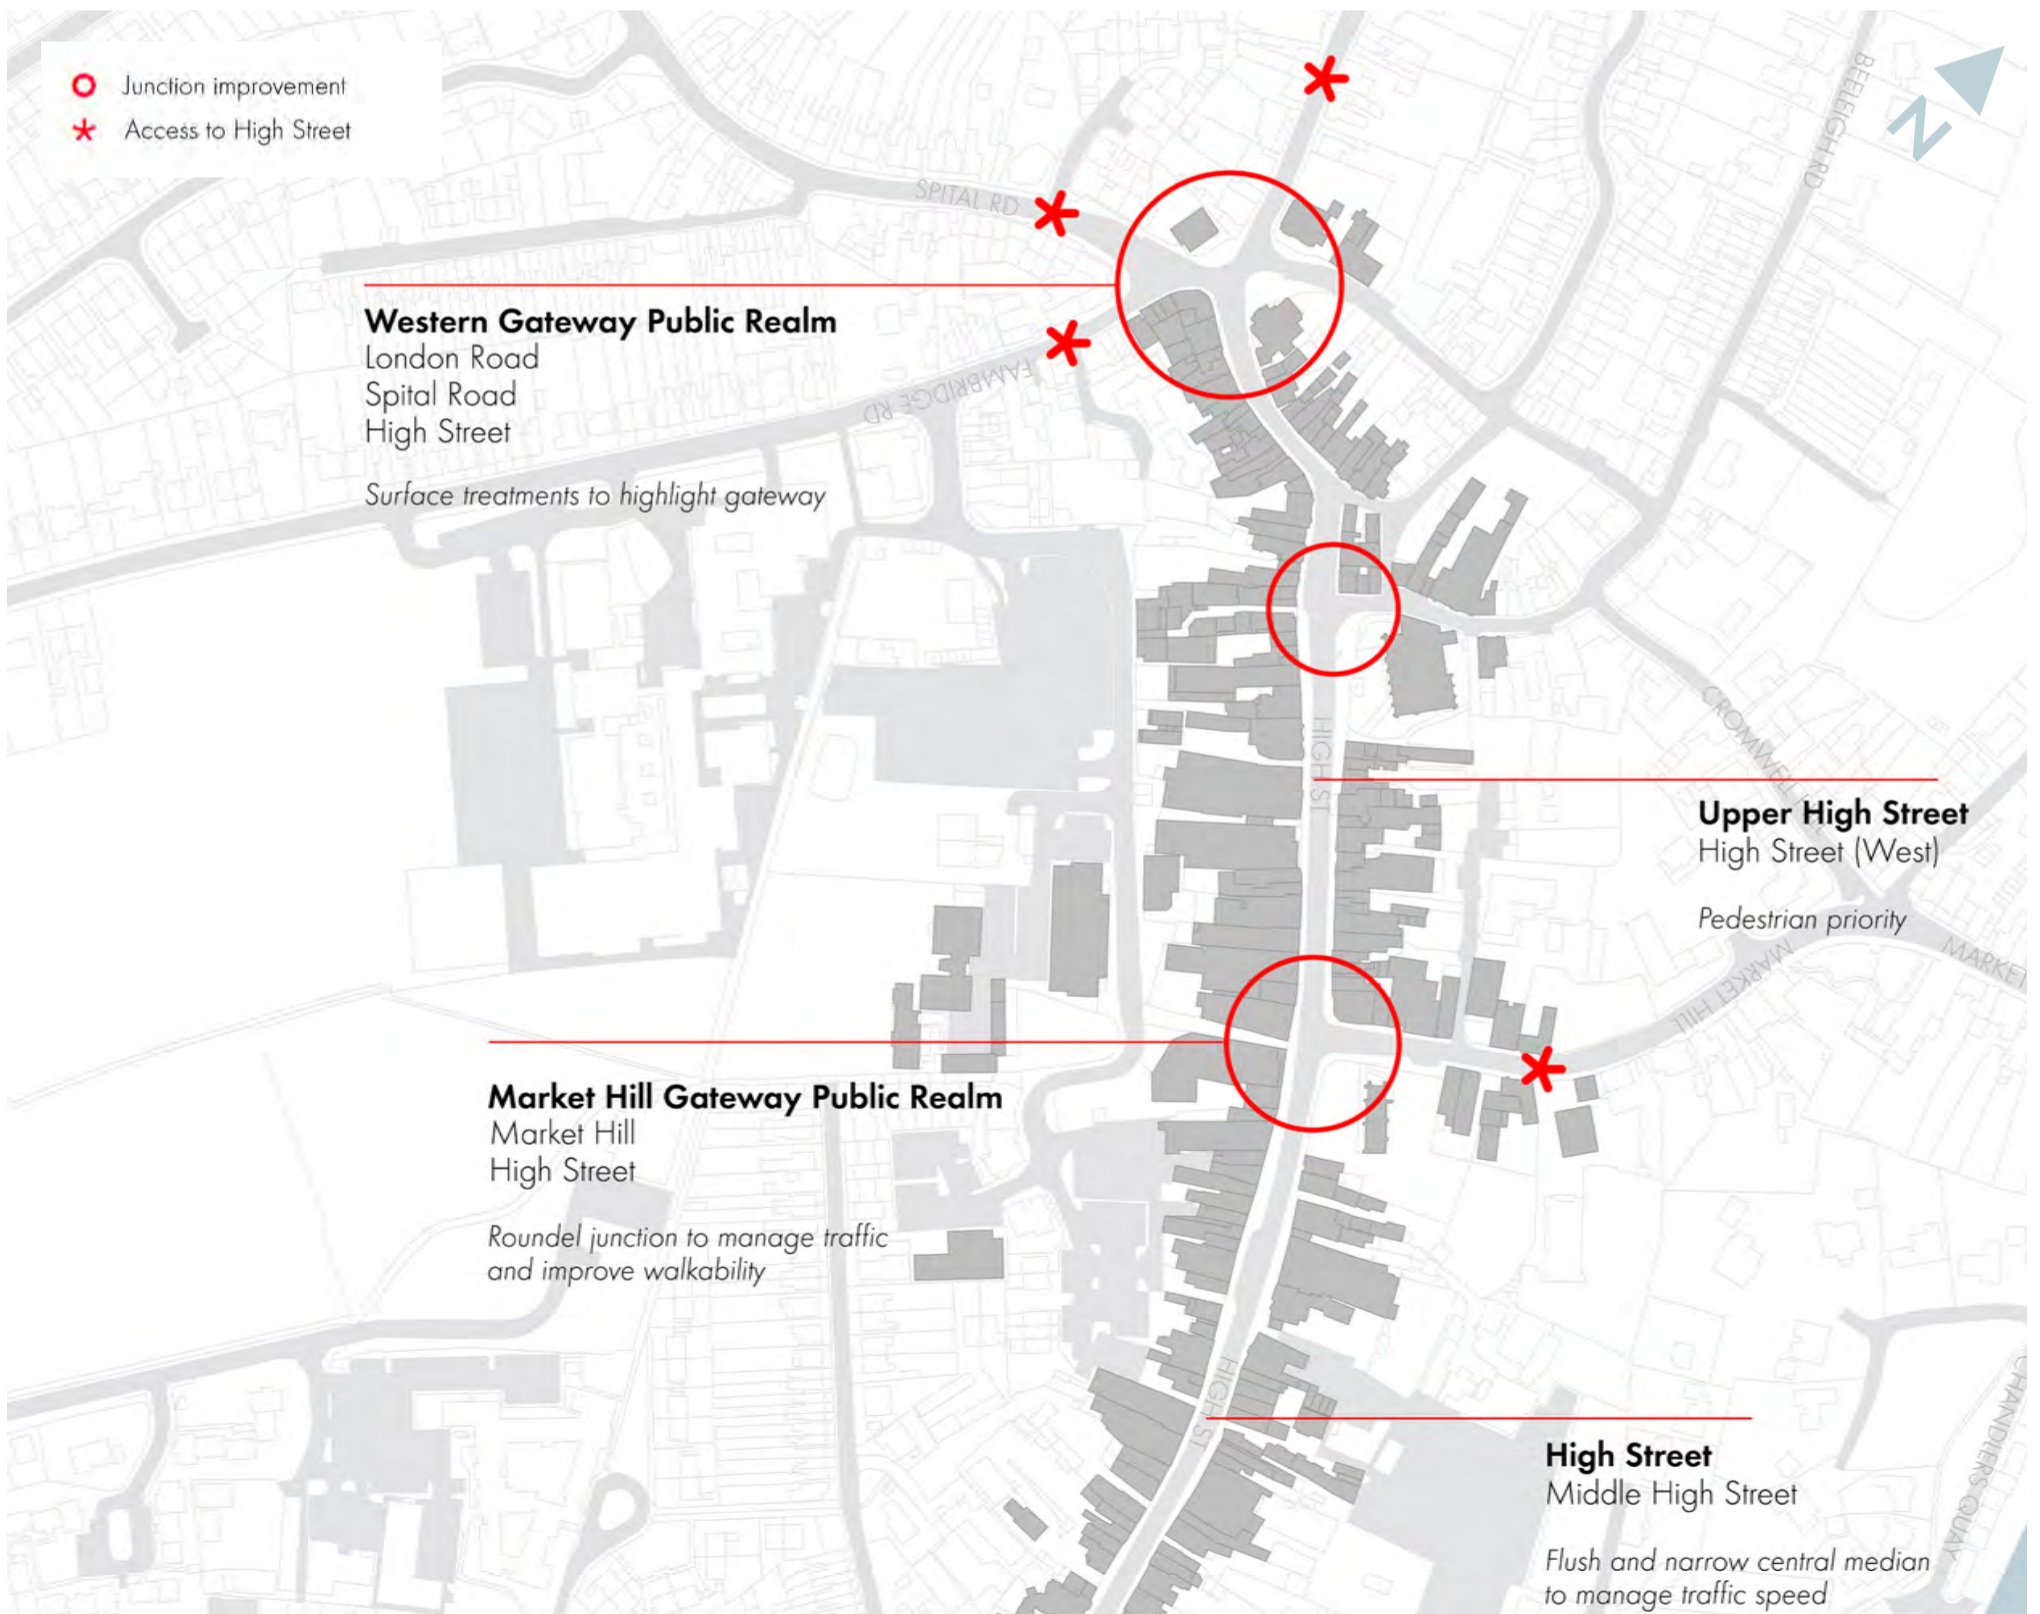 Junction improvement
Access to High Street
N
BEELEIGH RD
SPITAL RD
Western Gateway Public Realm
London Road
Spital Road
High Street
Surface treatments to highlight gateway
FAMBRIDGE RD
HIGH ST
Upper High Street
High Street (West)
Pedestrian priority
MARKET HILL
MARKET
Market Hill Gateway Public Realm
Market Hill
High Street
Roundel junction to manage traffic
and improve walkability
HIGH ST
High Street
Middle High Street
Flush and narrow central median
to manage traffic speed
CHANDLERS QUAY